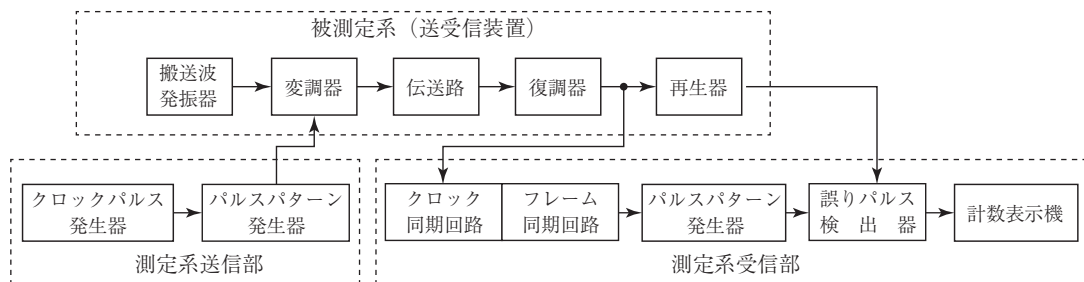 被測定系（送受信装置）
搬送波
発振器
変調器
伝送路
復調器
再生器
クロックパルス
発生器
パルスパターン
発生器
測定系送信部
クロック
同期回路
フレーム
同期回路
パルスパターン
発生器
誤りパルス
検出器
計数表示機
測定系受信部